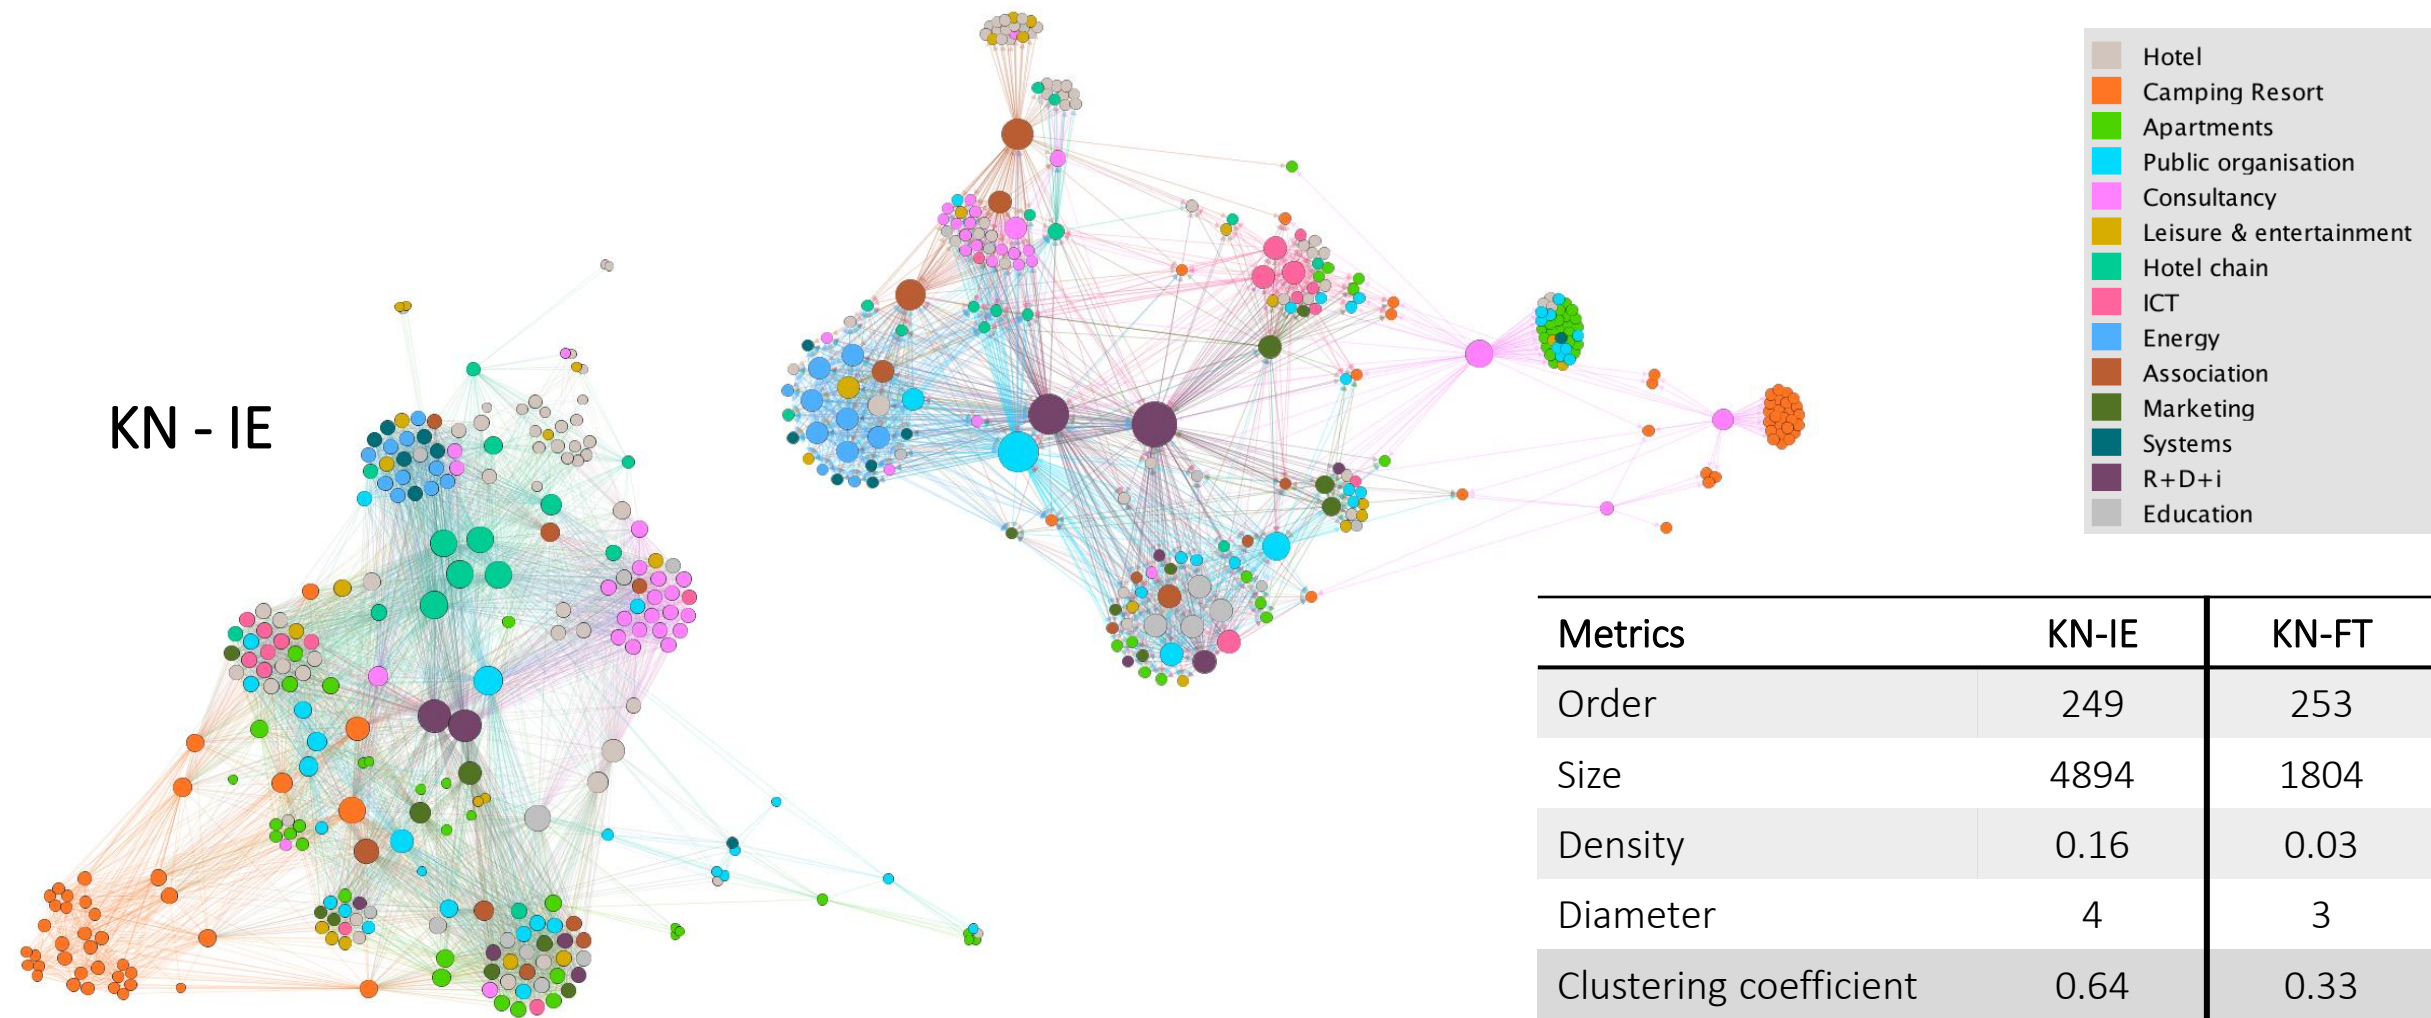 KN - IE
Hotel
Camping Resort
Apartments
Public organisation
Consultancy
Leisure & entertainment
Hotel chain
ICT
Energy
Association
Marketing
Systems
R+D+i
Education
Metrics KN-IE KN-FT
Order 249 253
Size 4894 1804
Density 0.16 0.03
Diameter 4 3
Clustering coefficient 0.64 0.33